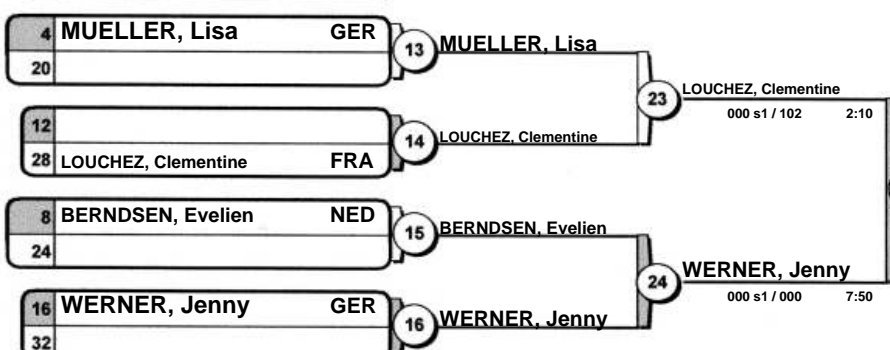 4 MUELLER, Lisa GER
20
13 MUELLER, Lisa
12
28 LOUCHEZ, Clementine FRA
14 LOUCHEZ, Clementine
23 LOUCHEZ, Clementine
000 s1 / 102 2:10
8 BERNDSEN, Evelien NED
24
15 BERNDSEN, Evelien
16 WERNER, Jenny GER
32
16 WERNER, Jenny
24 WERNER, Jenny
000 s1 / 000 7:50